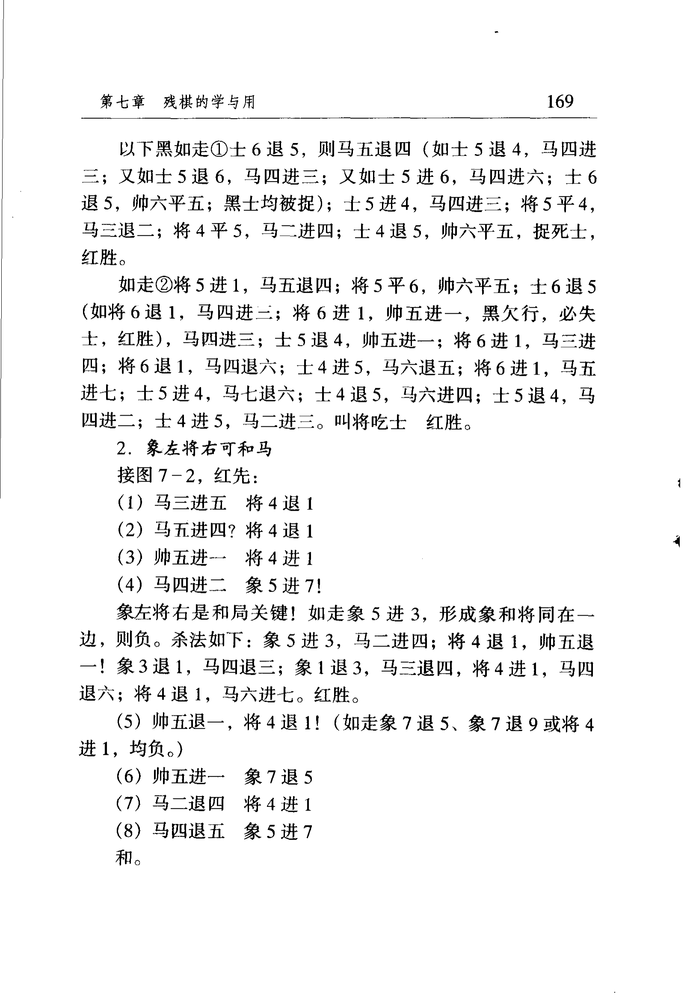 第七章　残棋的学与用　169
以下黑如走①士6退5，则马五退四（如士5退4，马四进
三；又如士5退6，马四进三；又如士5进6，马四进六；士6
退5，帅六平五；黑士均被捉）；士5进4，马四进三；将5平4，
马三退二；将4平5，马二进四；士4退5，帅六平五，捉死士，
红胜。
如走②将5进1，马五退四；将5平6，帅六平五；士6退5
（如将6退1，马四进三；将6进1，帅五进一，黑欠行，必失
士，红胜），马四进三；士5退4，帅五进一；将6进1，马三进
四；将6退1，马四退六；士4进5，马六退五；将6进1，马五
进七；士5进4，马七退六；士4退5，马六进四；士5退4，马
四进二；士4进5，马二进三。叫将吃士　红胜。
2. 象左将右可和马
接图7-2，红先：
（1）马三进五　将4退1
（2）马五进四？将4退1
（3）帅五进一　将4进1
（4）马四进二　象5进7！
象左将右是和局关键！如走象5进3，形成象和将同在一
边，则负。杀法如下：象5进3，马二进四；将4退1，帅五退
一！象3退1，马四退三；象1退3，马三退四，将4进1，马四
退六；将4退1，马六进七。红胜。
（5）帅五退一，将4退1！（如走象7退5、象7退9或将4
进1，均负。）
（6）帅五进一　象7退5
（7）马二退四　将4进1
（8）马四退五　象5进7
和。